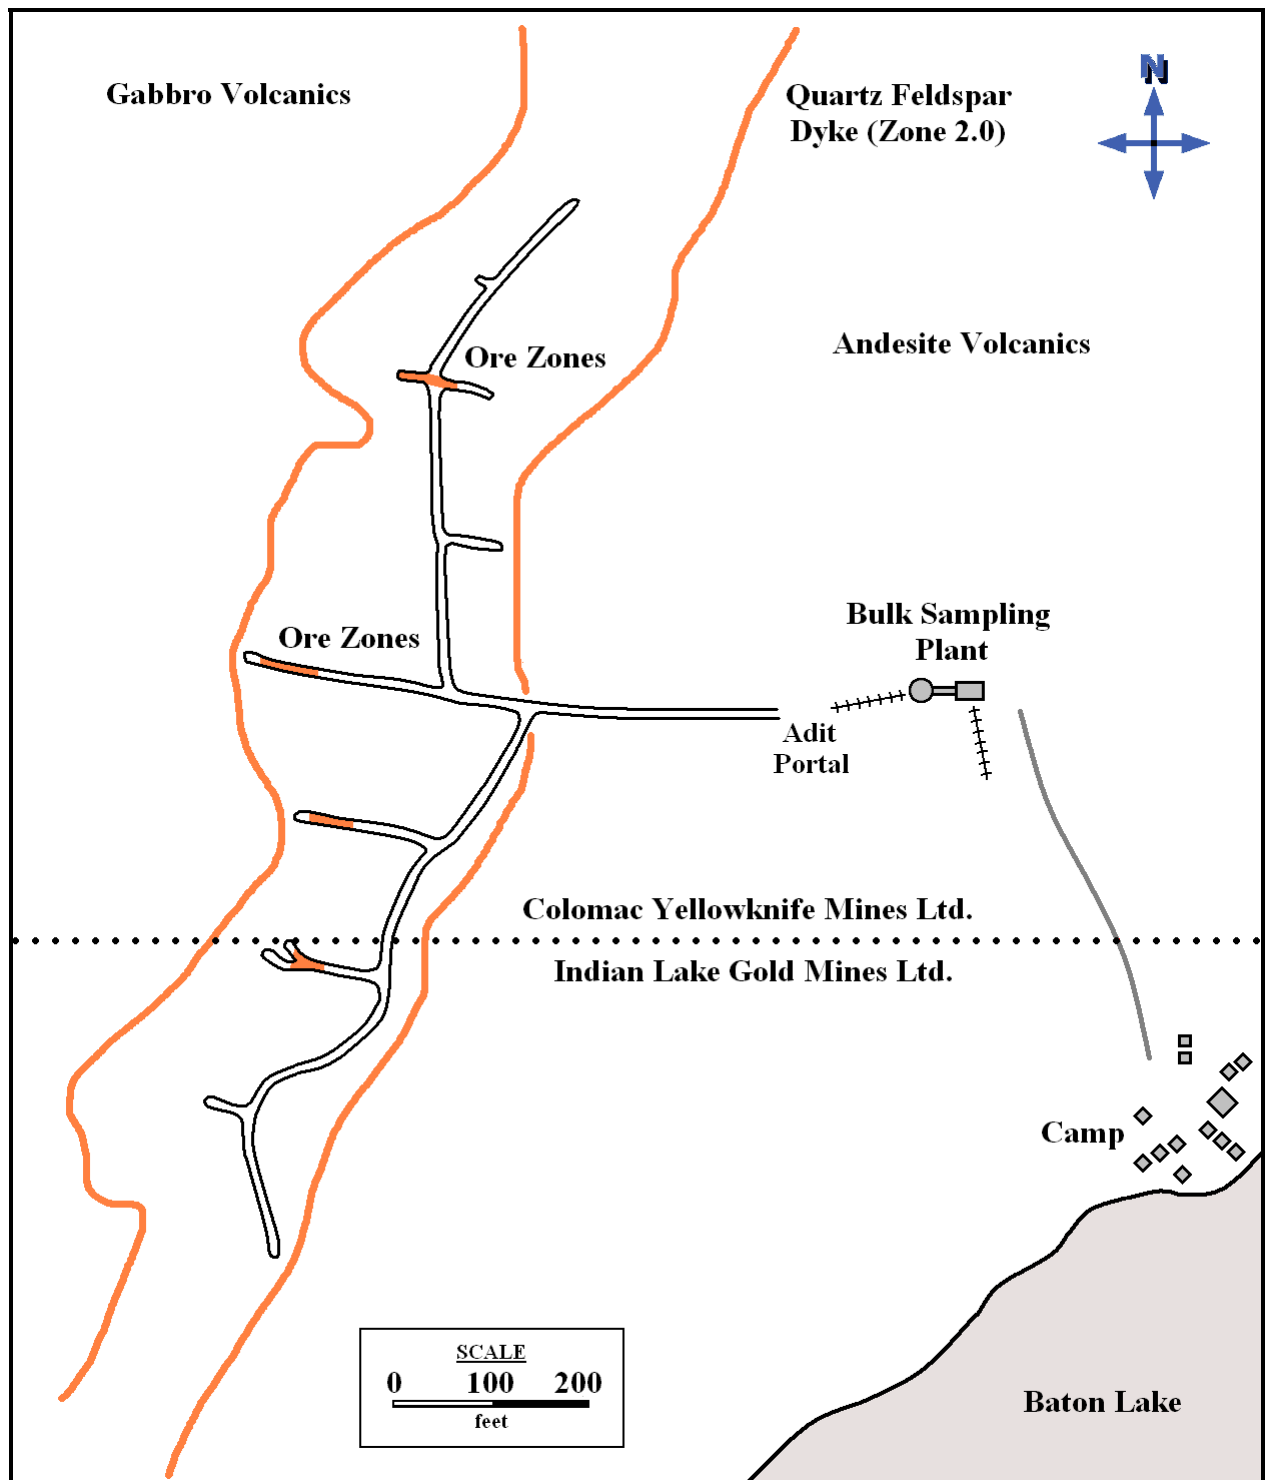 N
Gabbro Volcanics
Quartz Feldspar
Dyke (Zone 2.0)
Andesite Volcanics
Ore Zones
Bulk Sampling
Plant
Ore Zones
Adit
Portal
Colomac Yellowknife Mines Ltd.
Indian Lake Gold Mines Ltd.
Camp
SCALE
0 100 200
feet
Baton Lake